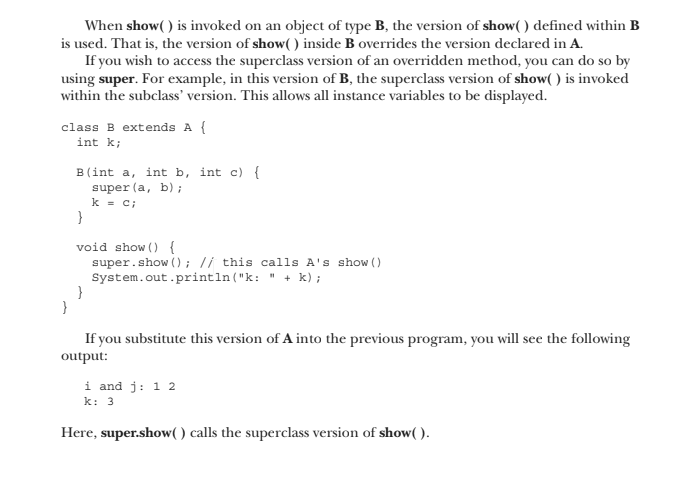 When show( ) is invoked on an object of type B, the version of show( ) defined within B
is used. That is, the version of show( ) inside B overrides the version declared in A.
If you wish to access the superclass version of an overridden method, you can do so by
using super. For example, in this version of B, the superclass version of show( ) is invoked
within the subclass' version. This allows all instance variables to be displayed.
class B extends A {
int k;
B(int a, int b, int c) {
super(a, b);
k = c;
}
void show() {
super.show(); // this calls A's show()
System.out.println("k: " + k);
}
}
If you substitute this version of A into the previous program, you will see the following
output:
i and j: 1 2
k: 3
Here, super.show( ) calls the superclass version of show( ).